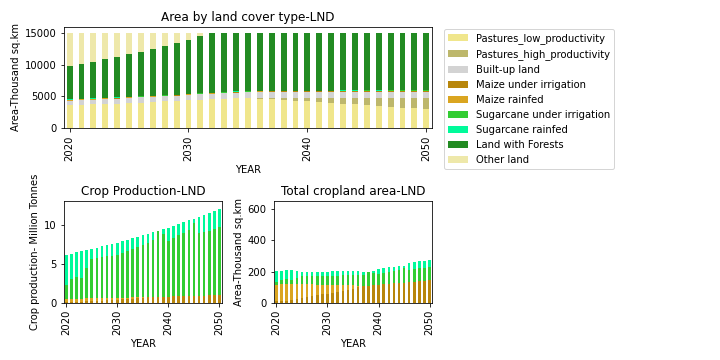 Area by land cover type-LND
Area-Thousand sq.km
15000
10000
5000
0
2020
2030
2040
2050
YEAR
Pastures_low_productivity
Pastures_high_productivity
Built-up land
Maize under irrigation
Maize rainfed
Sugarcane under irrigation
Sugarcane rainfed
Land with Forests
Other land
Crop Production-LND
Crop production- Million Tonnes
10
5
0
2020
2030
2040
2050
YEAR
Total cropland area-LND
Area-Thousand sq.km
600
400
200
0
2020
2030
2040
2050
YEAR